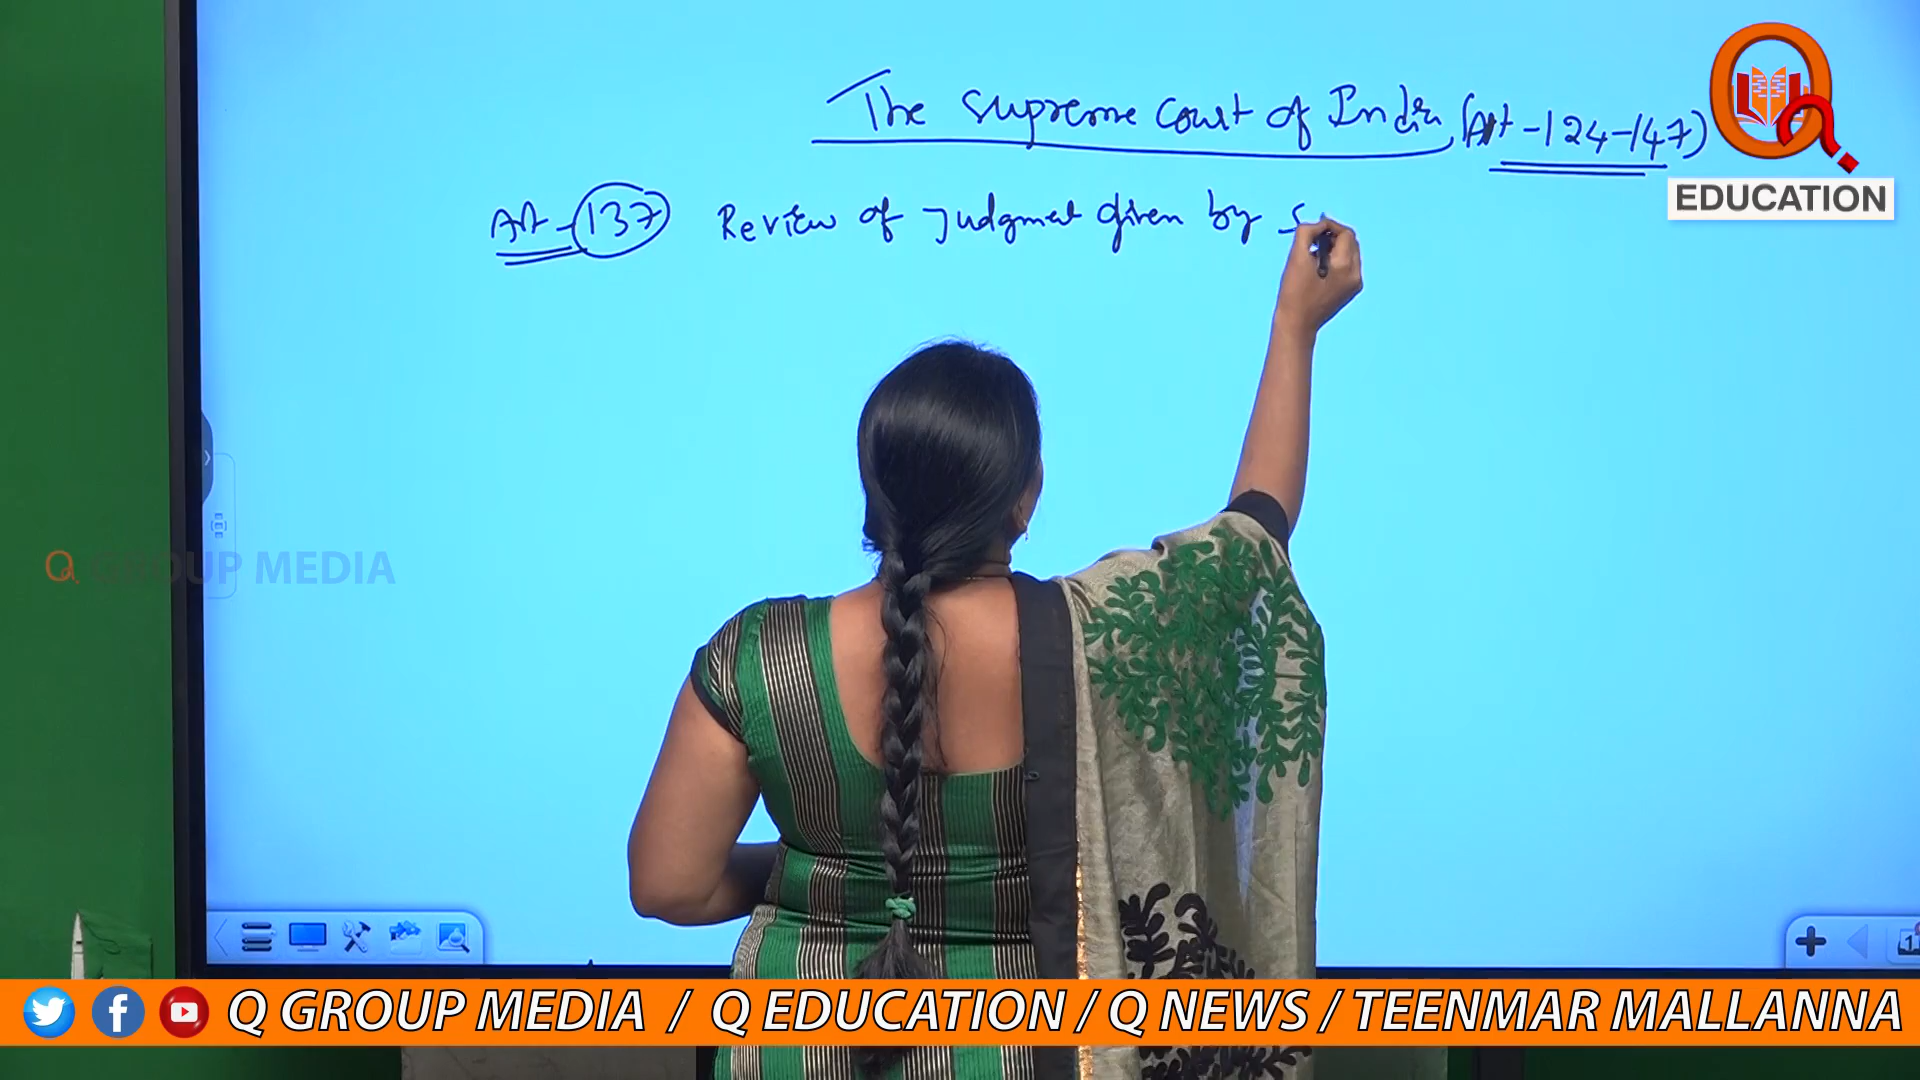 The Supreme Court of India (Art-124-147)
EDUCATION
Art-137 Review of Judgment given by S
Q GROUP MEDIA
Q GROUP MEDIA / Q EDUCATION / Q NEWS / TEENMAR MALLANNA